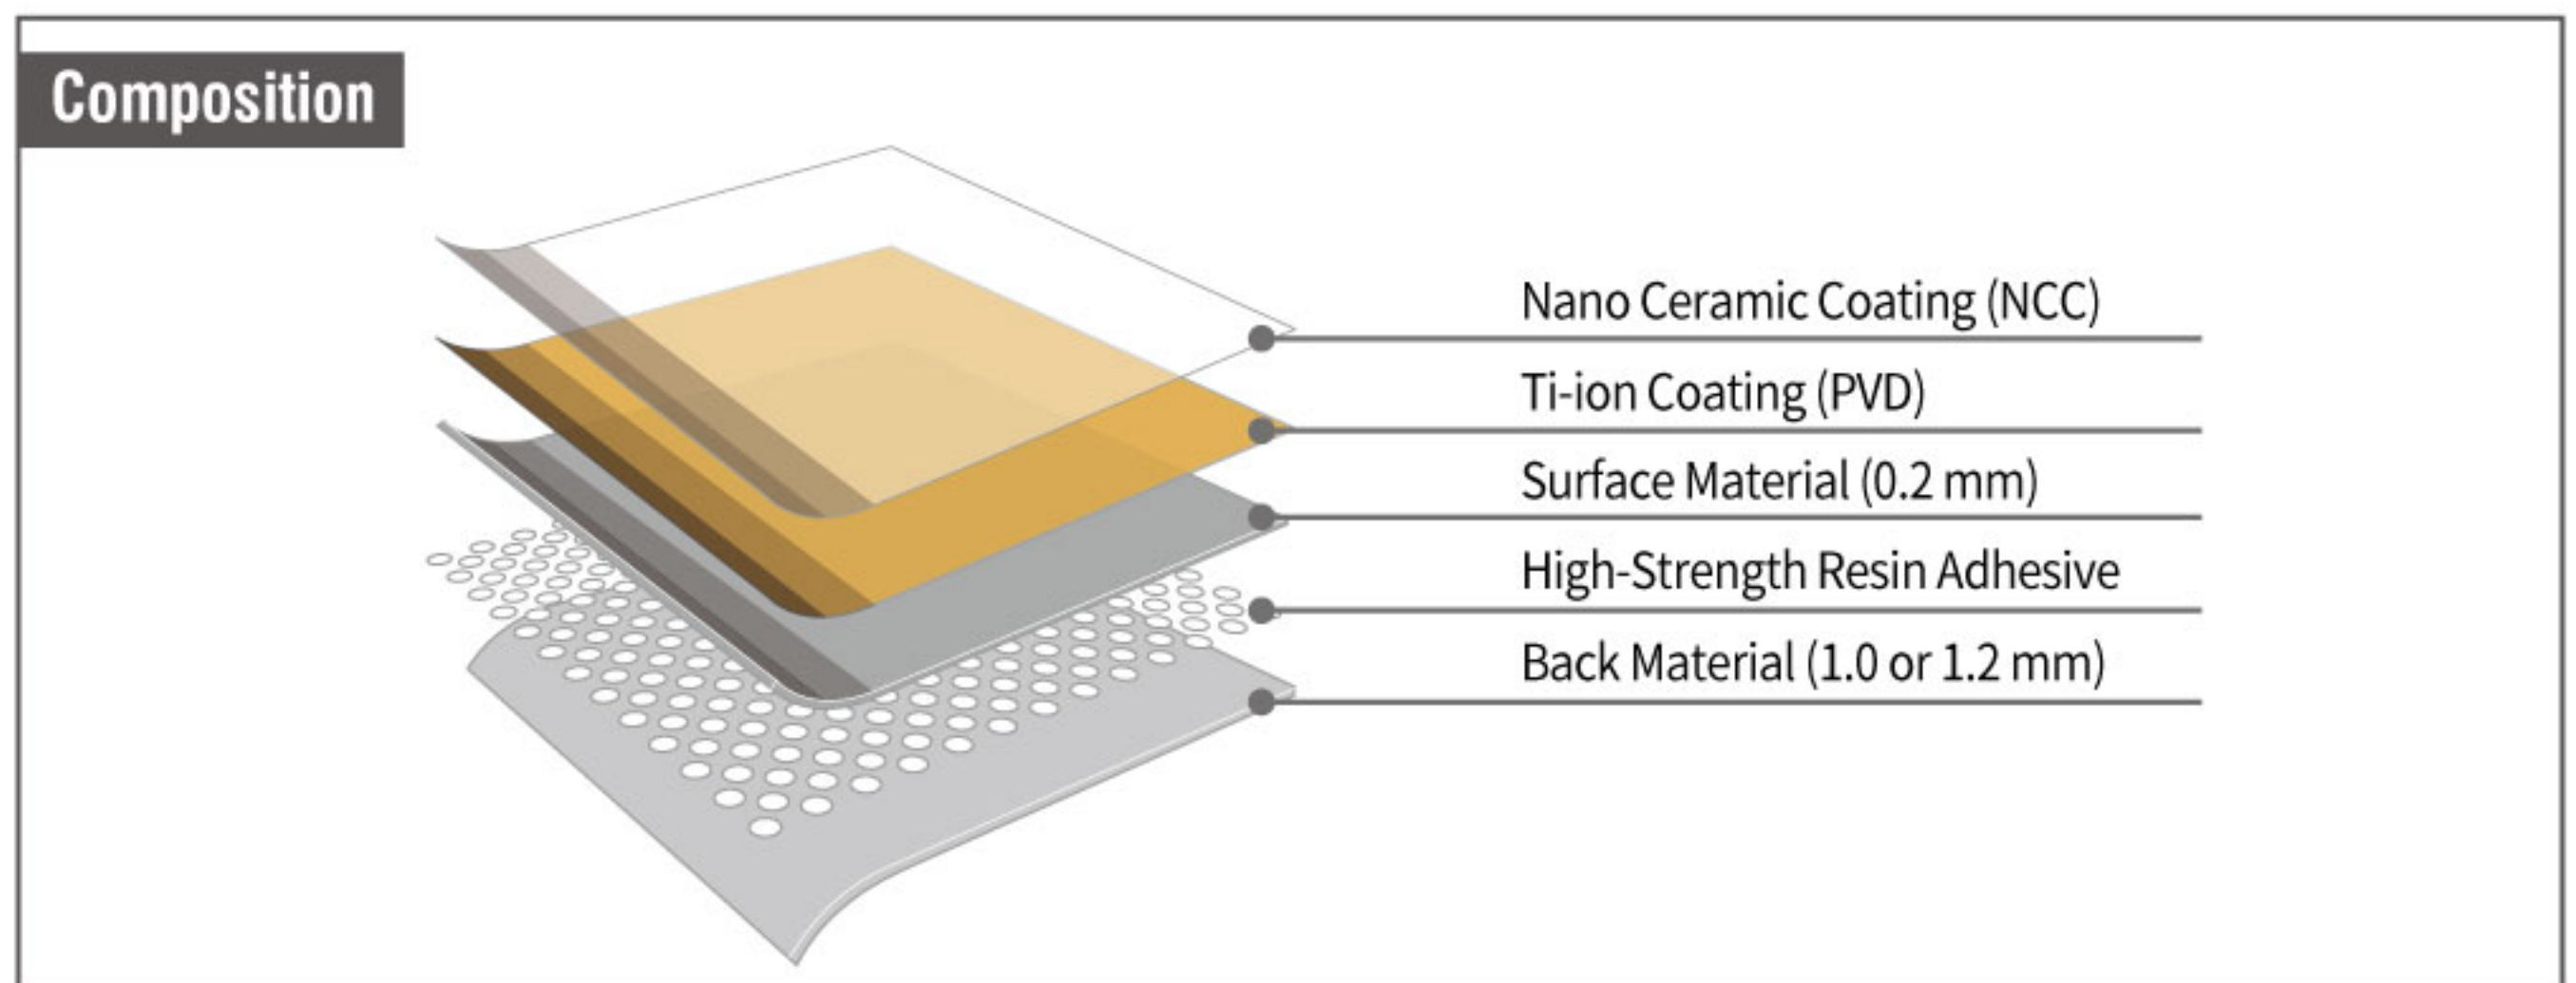 Composition
Nano Ceramic Coating (NCC)
Ti-ion Coating (PVD)
Surface Material (0.2 mm)
High-Strength Resin Adhesive
Back Material (1.0 or 1.2 mm)